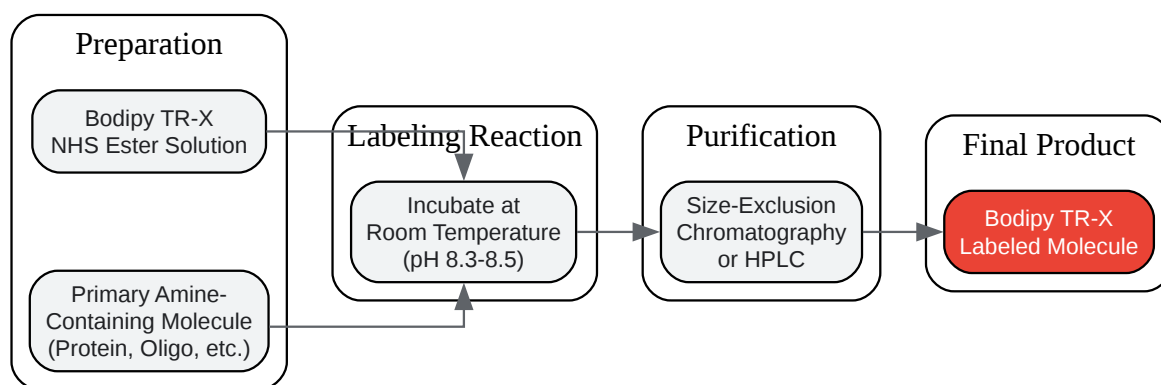 Preparation
Bodipy TR-X
NHS Ester Solution
Primary Amine-
Containing Molecule
(Protein, Oligo, etc.)
Labeling Reaction
Incubate at
Room Temperature
(pH 8.3-8.5)
Purification
Size-Exclusion
Chromatography
or HPLC
Final Product
Bodipy TR-X
Labeled Molecule